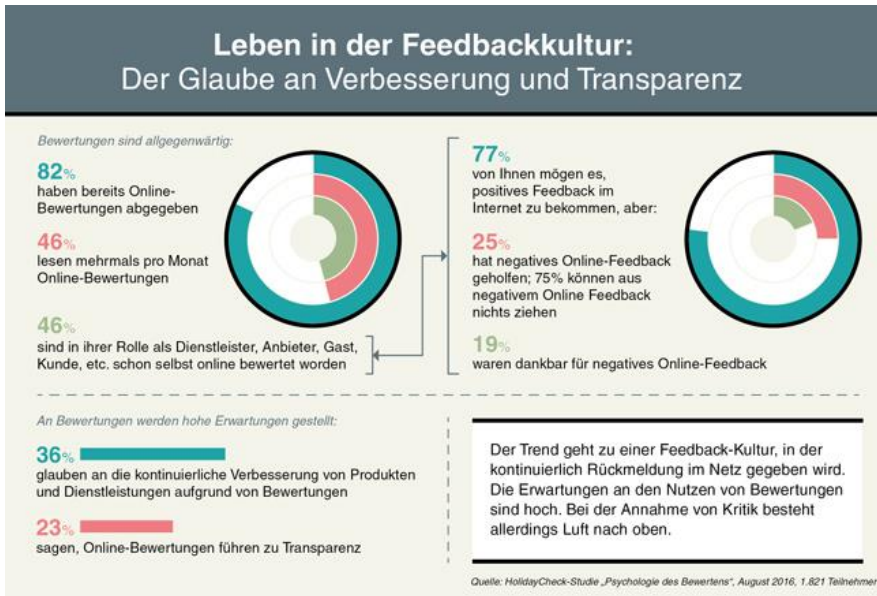 Leben in der Feedbackkultur:
Der Glaube an Verbesserung und Transparenz
Bewertungen sind allgegenwärtig:
82%
haben bereits Online-
Bewertungen abgegeben
46%
lesen mehrmals pro Monat
Online-Bewertungen
46%
sind in ihrer Rolle als Dienstleister, Anbieter, Gast,
Kunde, etc. schon selbst online bewertet worden
77%
von Ihnen mögen es,
positives Feedback im
Internet zu bekommen, aber:
25%
hat negatives Online-Feedback
geholfen; 75% können aus
negativem Online Feedback
nichts ziehen
19%
waren dankbar für negatives Online-Feedback
An Bewertungen werden hohe Erwartungen gestellt:
36%
glauben an die kontinuierliche Verbesserung von Produkten
und Dienstleistungen aufgrund von Bewertungen
23%
sagen, Online-Bewertungen führen zu Transparenz
Der Trend geht zu einer Feedback-Kultur, in der
kontinuierlich Rückmeldung im Netz gegeben wird.
Die Erwartungen an den Nutzen von Bewertungen
sind hoch. Bei der Annahme von Kritik besteht
allerdings Luft nach oben.
Quelle: HolidayCheck-Studie „Psychologie des Bewertens", August 2016, 1.821 Teilnehmer